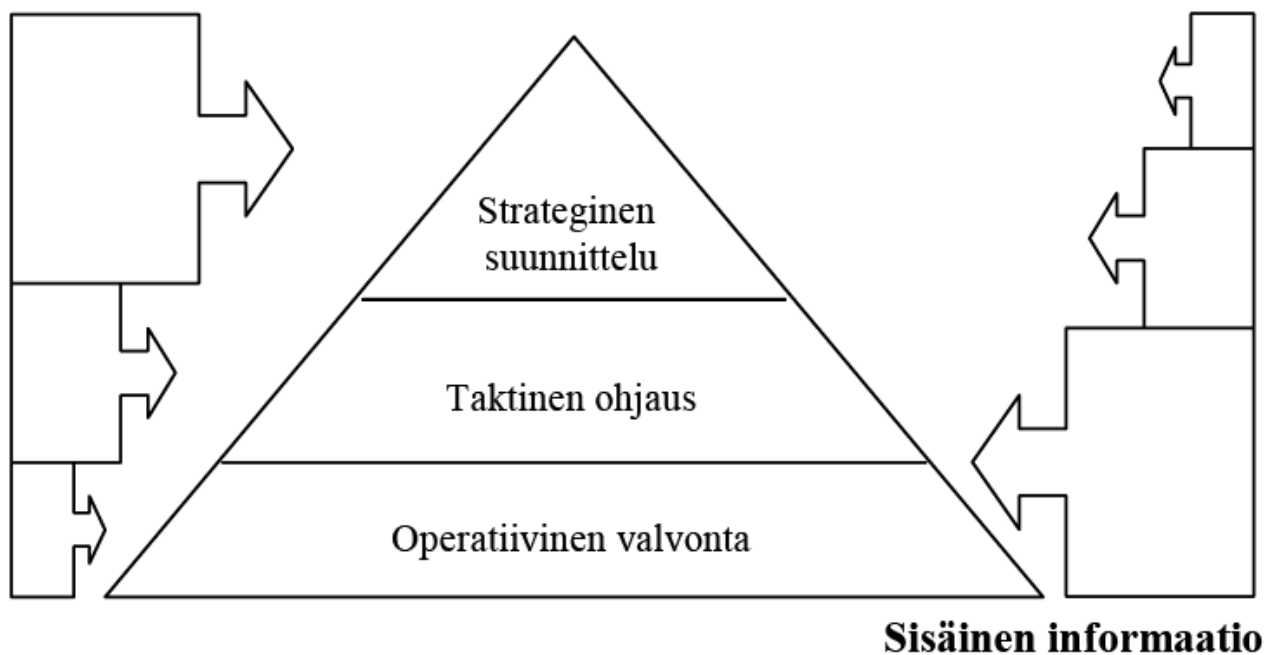 Strateginen
suunnittelu
Taktinen ohjaus
Operatiivinen valvonta
Sisäinen informaatio